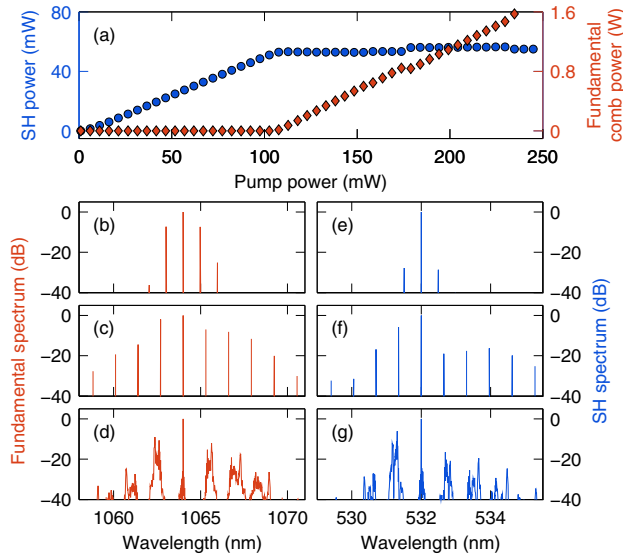 80
1.6
(a)
SH power (mW)
40
0.8
Fundamental
comb power (W)
0
0
0
50
100
150
200
250
Pump power (mW)
(b)
(e)
0
−20
−40
0
−20
−40
(c)
(f)
0
−20
−40
0
−20
−40
(d)
(g)
0
−20
−40
0
−20
−40
Fundamental spectrum (dB)
SH spectrum (dB)
1060
1065
1070
530
532
534
Wavelength (nm)
Wavelength (nm)